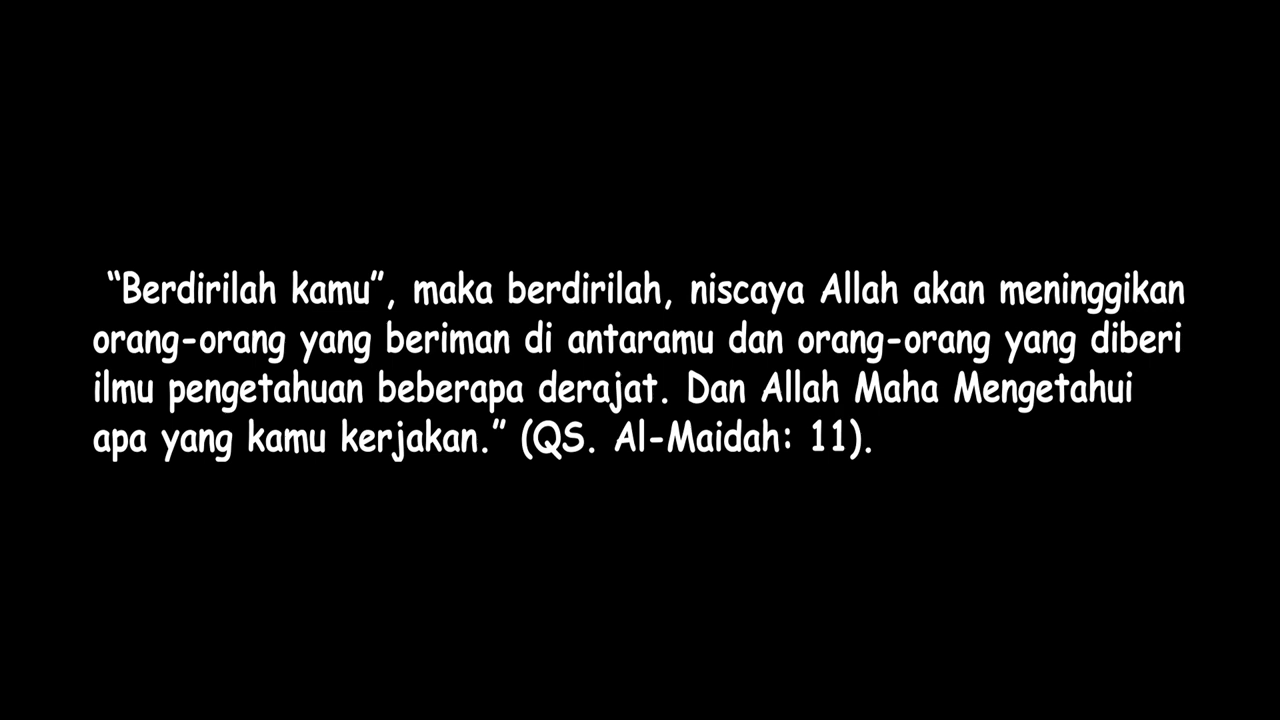 “Berdirilah kamu”, maka berdirilah, niscaya Allah akan meninggikan
orang-orang yang beriman di antaramu dan orang-orang yang diberi
ilmu pengetahuan beberapa derajat. Dan Allah Maha Mengetahui
apa yang kamu kerjakan.” (QS. Al-Maidah: 11).